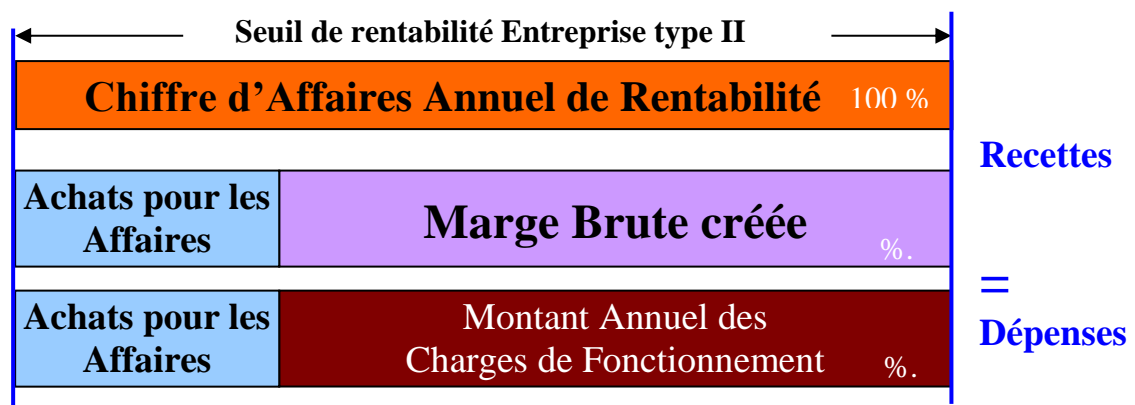 Seuil de rentabilité Entreprise type II
Chiffre d’Affaires Annuel de Rentabilité 100 %
Recettes
Achats pour les
Affaires
Marge Brute créée
%.
=
Achats pour les
Affaires
Montant Annuel des
Charges de Fonctionnement
%.
Dépenses